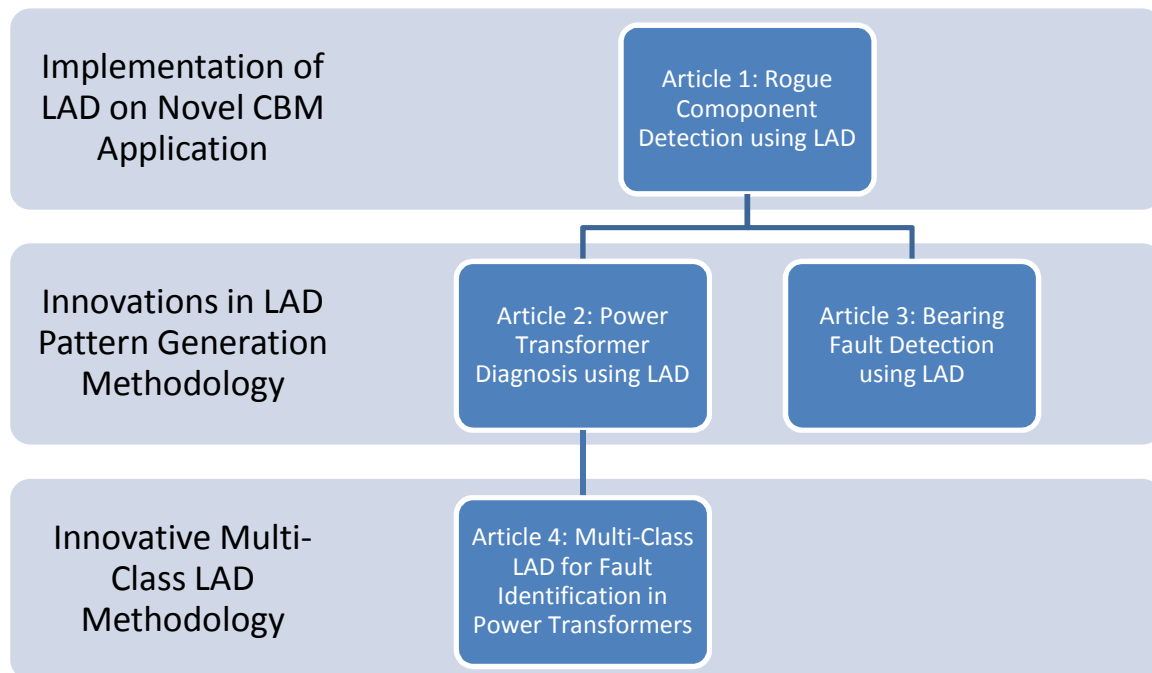 Implementation of
LAD on Novel CBM
Application
Article 1: Rogue
Comoponent
Detection using LAD
Innovations in LAD
Pattern Generation
Methodology
Article 2: Power
Transformer
Diagnosis using LAD
Article 3: Bearing
Fault Detection
using LAD
Innovative Multi-
Class LAD
Methodology
Article 4: Multi-Class
LAD for Fault
Identification in
Power Transformers